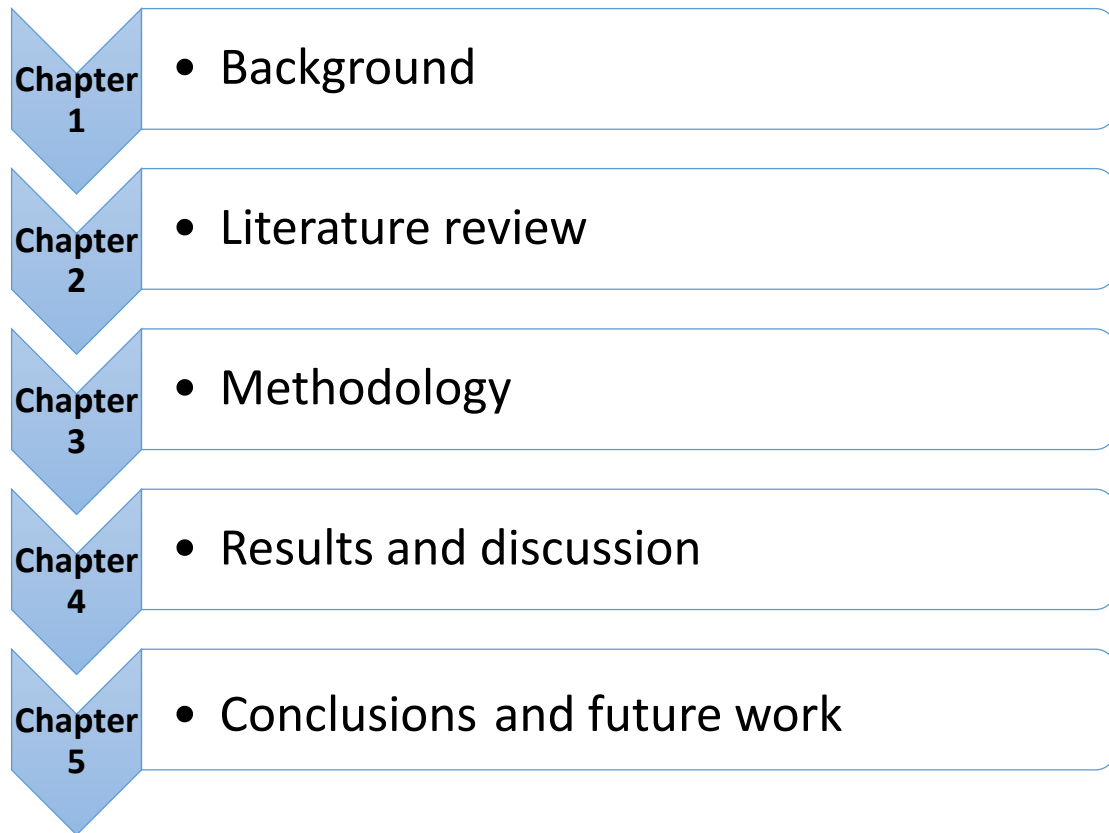 Chapter
1
• Background
Chapter
2
• Literature review
Chapter
3
• Methodology
Chapter
4
• Results and discussion
Chapter
5
• Conclusions and future work